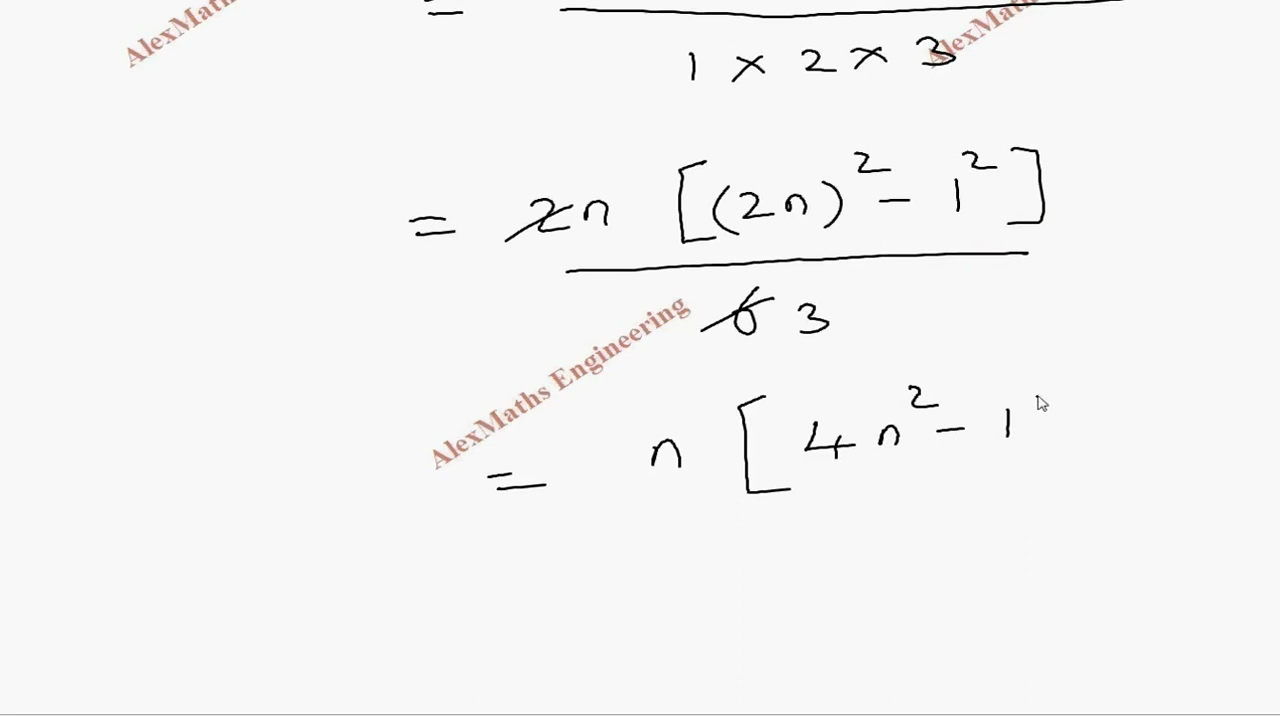 AlexMath
AlexMath
=
1 × 2 × 3
= 2n [(2n)² - 1²]
6 3
AlexMaths Engineering
= n [4n² - 1